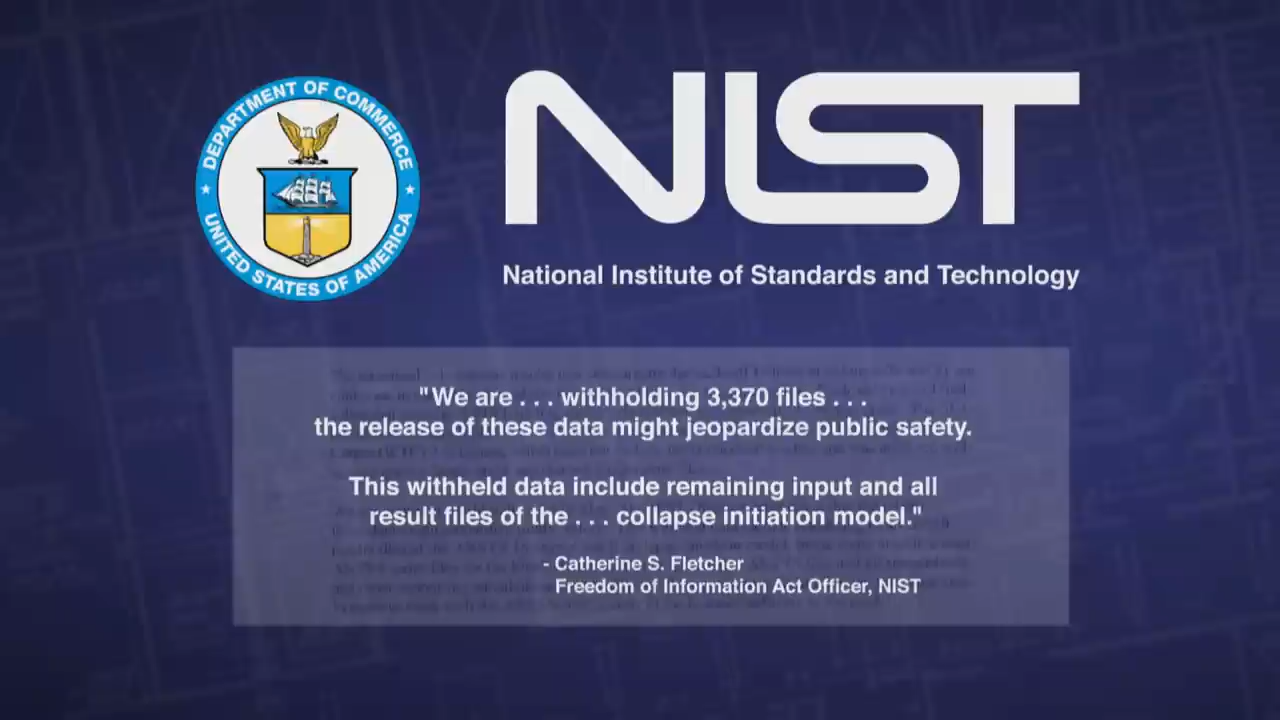 DEPARTMENT OF COMMERCE
UNITED STATES OF AMERICA
NIST
National Institute of Standards and Technology
"We are . . . withholding 3,370 files . . .
the release of these data might jeopardize public safety.
This withheld data include remaining input and all
result files of the . . . collapse initiation model."
- Catherine S. Fletcher
Freedom of Information Act Officer, NIST